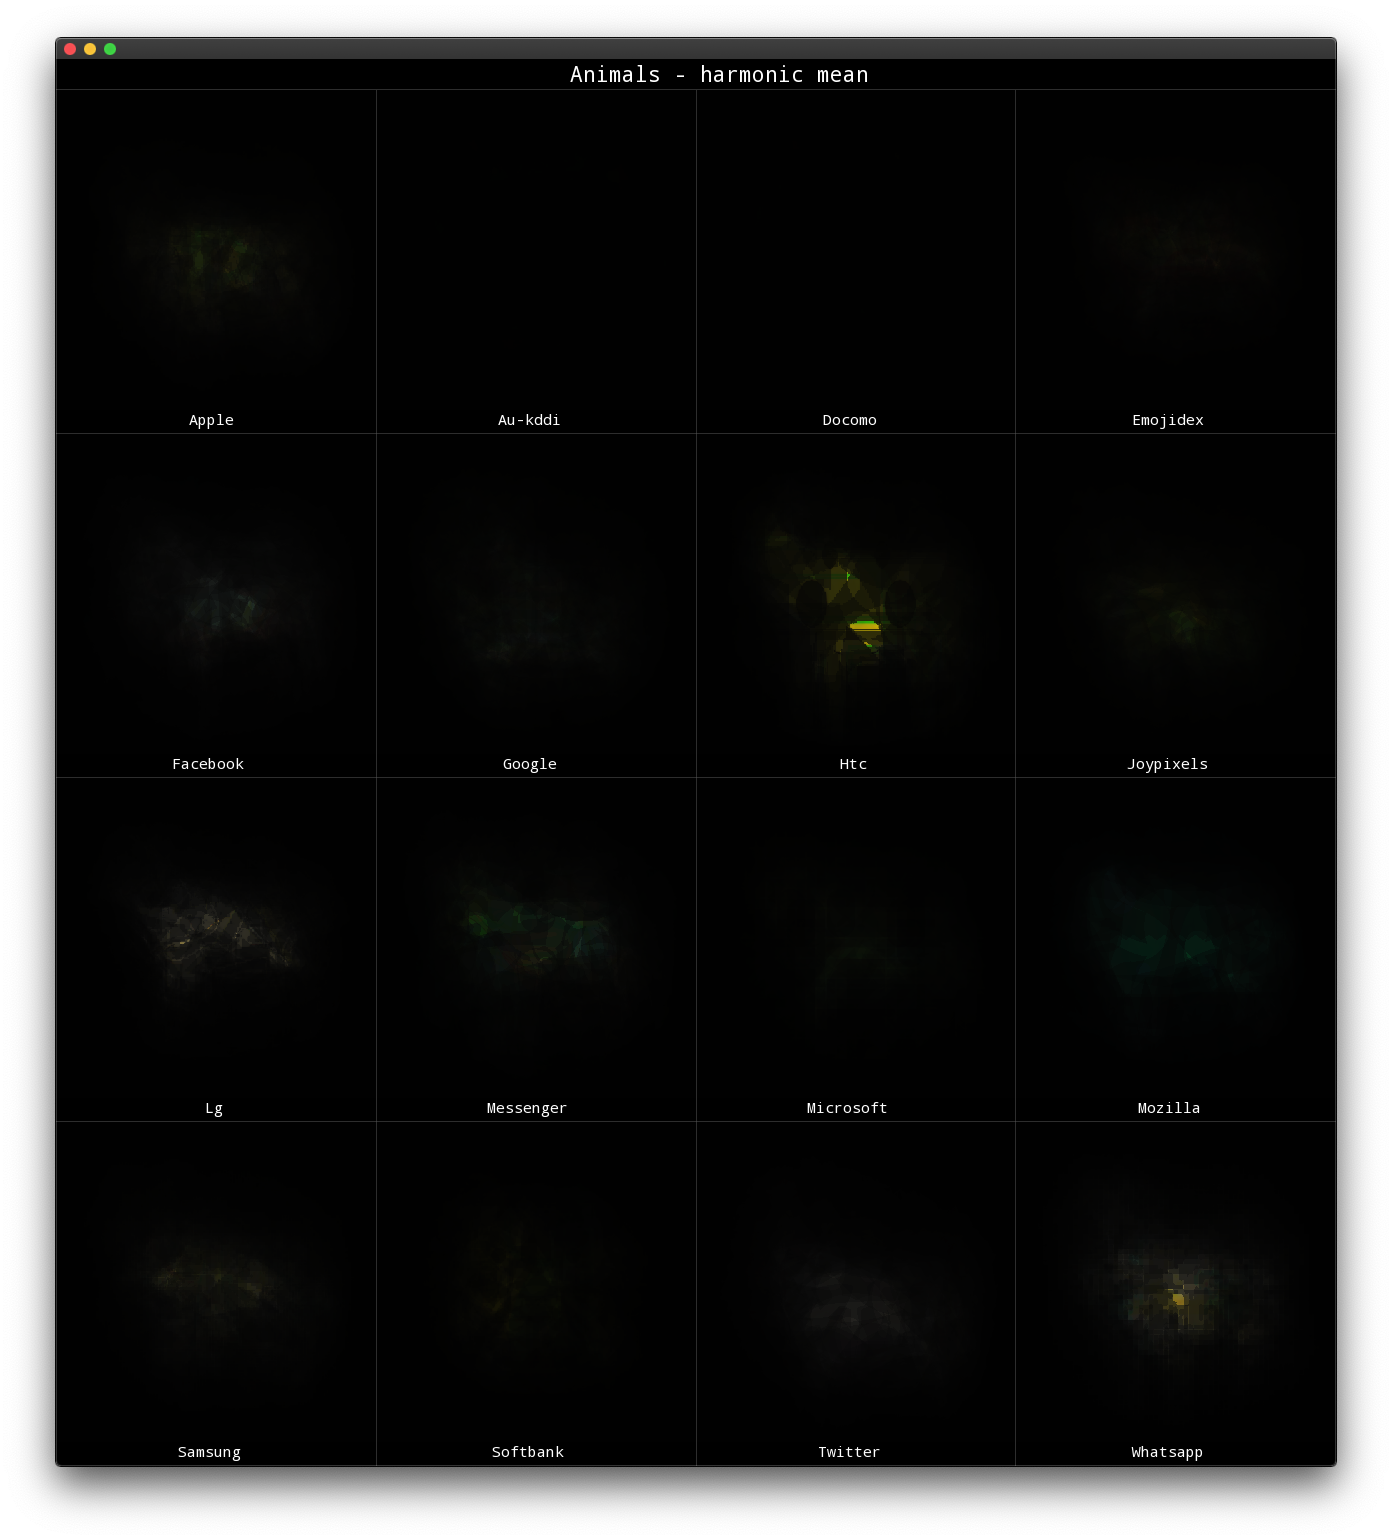 Animals - harmonic mean
Apple
Au-kddi
Docomo
Emojidex
Facebook
Google
Htc
Joypixels
Lg
Messenger
Microsoft
Mozilla
Samsung
Softbank
Twitter
Whatsapp